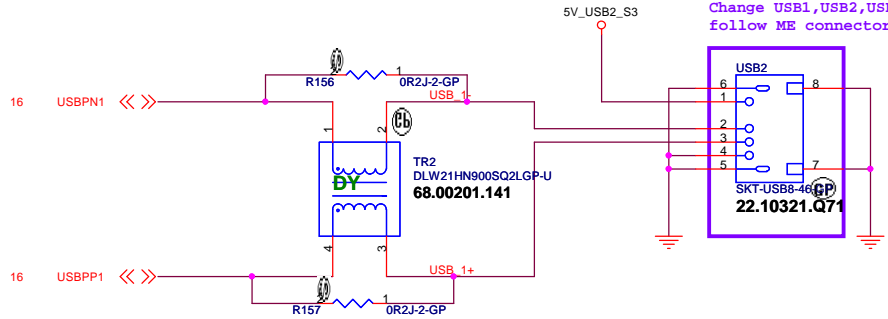 5V_USB2_S3
Change USB1,USB2,US
follow ME connector
USB2
R156
1
0R2J-2-GP
16
USBPN1
USB_1-
6
8
1
1
2
2
3
4
5
7
TR2
DLW21HN900SQ2LGP-U
68.00201.141
DY
SKT-USB8-46-GP
22.10321.Q71
4
3
16
USBPP1
USB_1+
R157
1
0R2J-2-GP